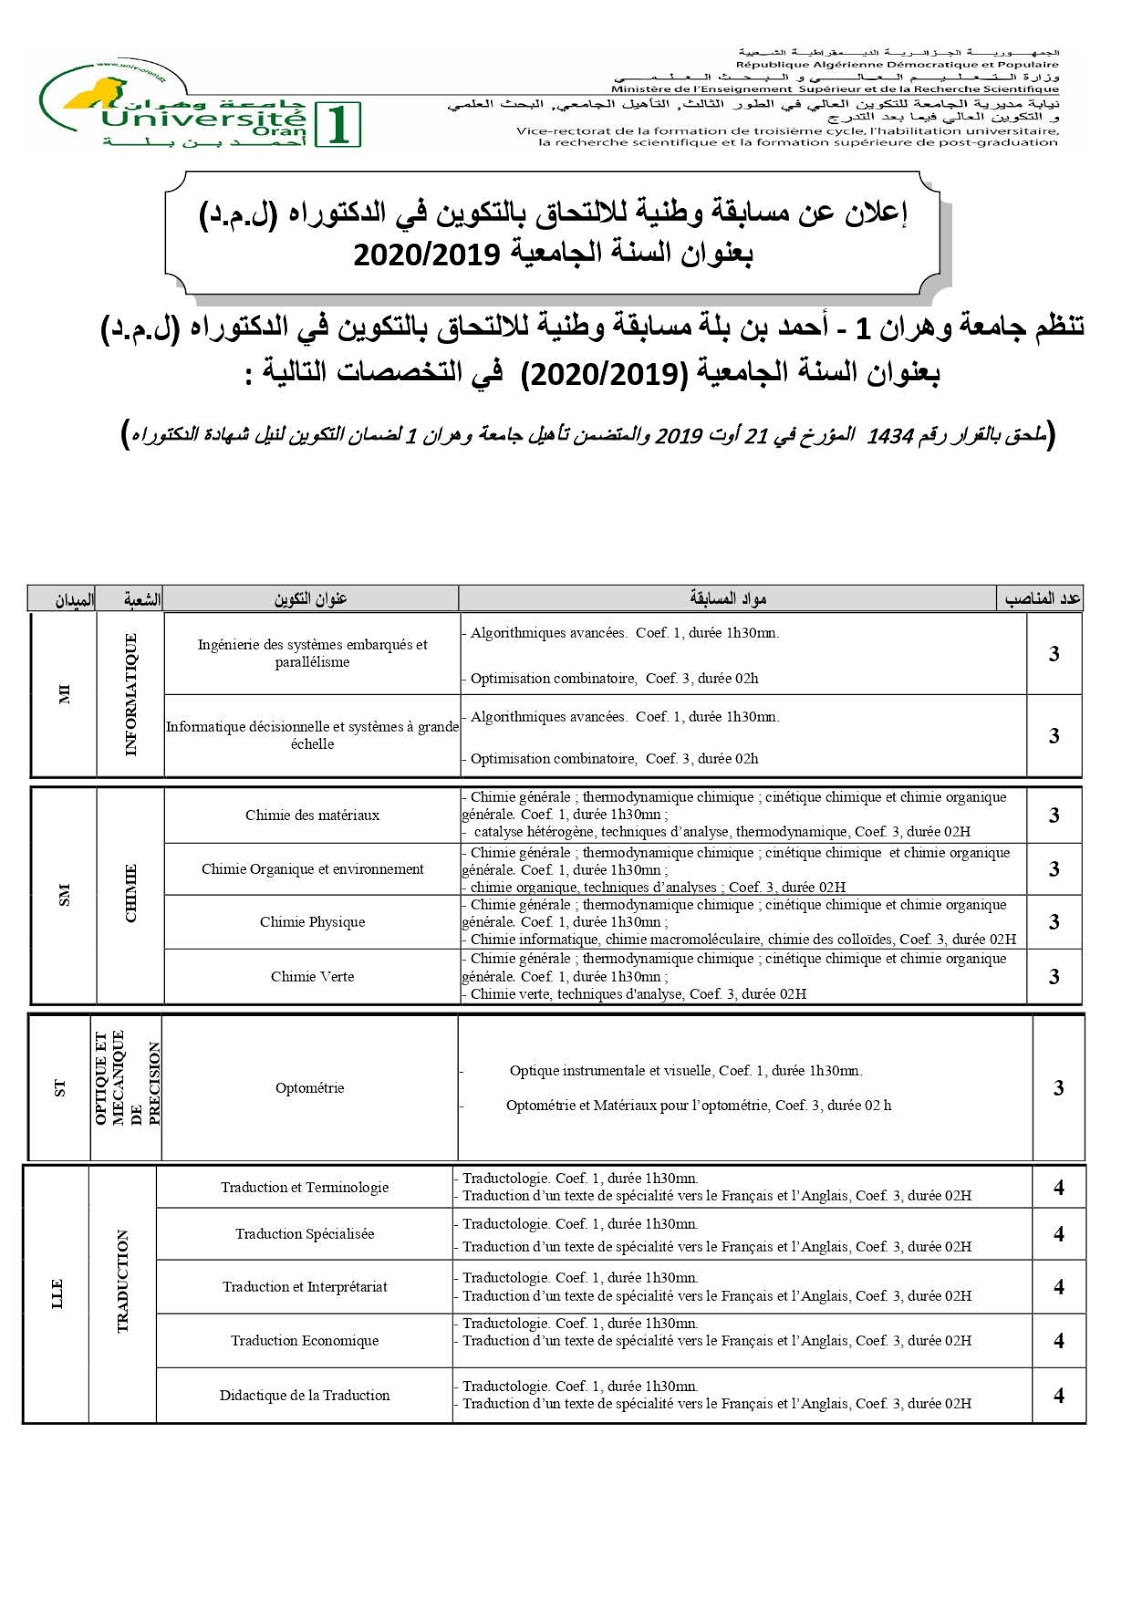 الجمهورية الجزائرية الديمقراطية الشعبية
République Algérienne Démocratique et Populaire
وزارة التعليم العالي و البحث العلمي
Ministère de l'Enseignement Supérieur et de la Recherche Scientifique
نيابة مديرية الجامعة للتكوين العالي في الطور الثالث, التأهيل الجامعي, البحث العلمي
و التكوين العالي فيما بعد التدرج
Vice-rectorat de la formation de troisième cycle, l'habilitation universitaire,
la recherche scientifique et la formation supérieure de post-graduation
www.univ-oran1.dz
جامعة وهران
Université
Oran
1
أحمد بن بلة
إعلان عن مسابقة وطنية للالتحاق بالتكوين في الدكتوراه (ل.م.د)
بعنوان السنة الجامعية 2020/2019
تنظم جامعة وهران 1 - أحمد بن بلة مسابقة وطنية للالتحاق بالتكوين في الدكتوراه (ل.م.د)
بعنوان السنة الجامعية (2020/2019) في التخصصات التالية :
(ملحق بالقرار رقم 1434 المؤرخ في 21 أوت 2019 والمتضمن تأهيل جامعة وهران 1 لضمان التكوين لنيل شهادة الدكتوراه)
الميدان الشعبة عنوان التكوين مواد المسابقة عدد المناصب
MI
INFORMATIQUE
Ingénierie des systèmes embarqués et
parallélisme
- Algorithmiques avancées. Coef. 1, durée 1h30mn.
- Optimisation combinatoire, Coef. 3, durée 02h
3
Informatique décisionnelle et systèmes à grande
échelle
- Algorithmiques avancées. Coef. 1, durée 1h30mn.
- Optimisation combinatoire, Coef. 3, durée 02h
3
SM
CHIMIE
Chimie des matériaux
- Chimie générale ; thermodynamique chimique ; cinétique chimique et chimie organique
générale. Coef. 1, durée 1h30mn ;
- catalyse hétérogène, techniques d'analyse, thermodynamique, Coef. 3, durée 02H
3
Chimie Organique et environnement
- Chimie générale ; thermodynamique chimique ; cinétique chimique et chimie organique
générale. Coef. 1, durée 1h30mn ;
- chimie organique, techniques d'analyses ; Coef. 3, durée 02H
3
Chimie Physique
- Chimie générale ; thermodynamique chimique ; cinétique chimique et chimie organique
générale. Coef. 1, durée 1h30mn ;
- Chimie informatique, chimie macromoléculaire, chimie des colloïdes, Coef. 3, durée 02H
3
Chimie Verte
- Chimie générale ; thermodynamique chimique ; cinétique chimique et chimie organique
générale. Coef. 1, durée 1h30mn ;
- Chimie verte, techniques d'analyse, Coef. 3, durée 02H
3
ST
OPTIQUE ET
MECANIQUE
DE
PRECISION
Optométrie
- Optique instrumentale et visuelle, Coef. 1, durée 1h30mn.
- Optométrie et Matériaux pour l'optométrie, Coef. 3, durée 02 h
3
LLE
TRADUCTION
Traduction et Terminologie
- Traductologie. Coef. 1, durée 1h30mn.
- Traduction d'un texte de spécialité vers le Français et l'Anglais, Coef. 3, durée 02H
4
Traduction Spécialisée
- Traductologie. Coef. 1, durée 1h30mn.
- Traduction d'un texte de spécialité vers le Français et l'Anglais, Coef. 3, durée 02H
4
Traduction et Interprétariat
- Traductologie. Coef. 1, durée 1h30mn.
- Traduction d'un texte de spécialité vers le Français et l'Anglais, Coef. 3, durée 02H
4
Traduction Economique
- Traductologie. Coef. 1, durée 1h30mn.
- Traduction d'un texte de spécialité vers le Français et l'Anglais, Coef. 3, durée 02H
4
Didactique de la Traduction
- Traductologie. Coef. 1, durée 1h30mn.
- Traduction d'un texte de spécialité vers le Français et l'Anglais, Coef. 3, durée 02H
4